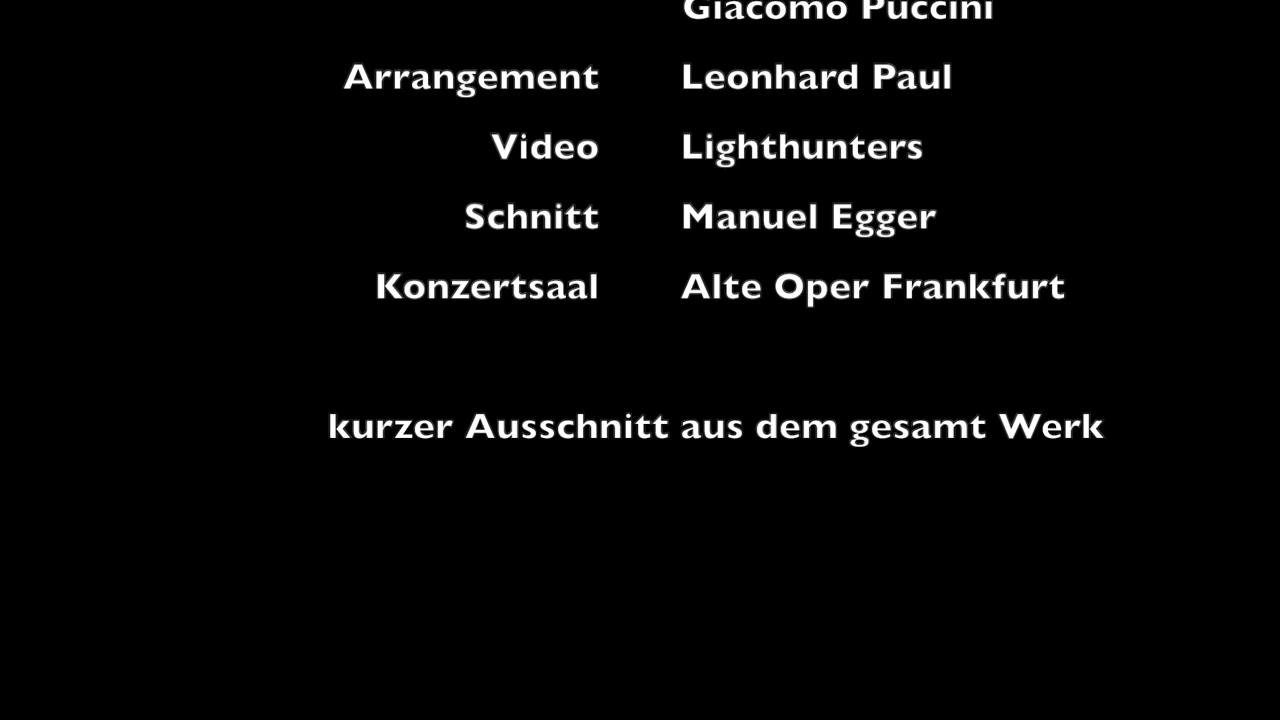 Giacomo Puccini
Arrangement Leonhard Paul
Video Lighthunters
Schnitt Manuel Egger
Konzertsaal Alte Oper Frankfurt
kurzer Ausschnitt aus dem gesamt Werk